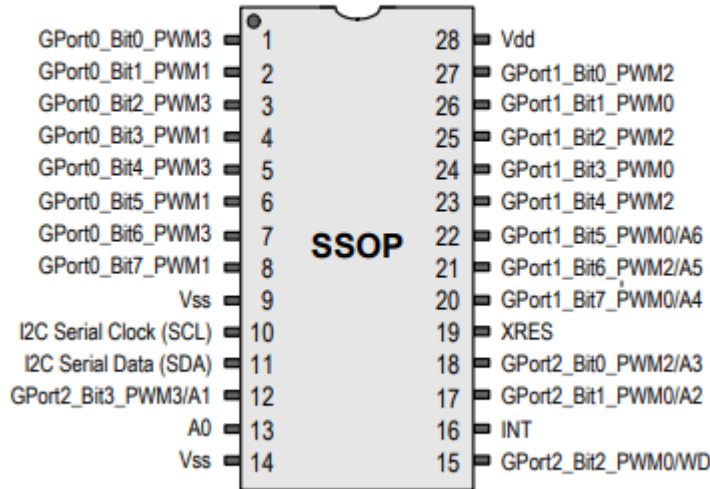 GPort0_Bit0_PWM3 1 28 Vdd
GPort0_Bit1_PWM1 2 27 GPort1_Bit0_PWM2
GPort0_Bit2_PWM3 3 26 GPort1_Bit1_PWM0
GPort0_Bit3_PWM1 4 25 GPort1_Bit2_PWM2
GPort0_Bit4_PWM3 5 24 GPort1_Bit3_PWM0
GPort0_Bit5_PWM1 6 23 GPort1_Bit4_PWM2
GPort0_Bit6_PWM3 7 SSOP 22 GPort1_Bit5_PWM0/A6
GPort0_Bit7_PWM1 8 21 GPort1_Bit6_PWM2/A5
Vss 9 20 GPort1_Bit7_PWM0/A4
I2C Serial Clock (SCL) 10 19 XRES
I2C Serial Data (SDA) 11 18 GPort2_Bit0_PWM2/A3
GPort2_Bit3_PWM3/A1 12 17 GPort2_Bit1_PWM0/A2
A0 13 16 INT
Vss 14 15 GPort2_Bit2_PWM0/WD